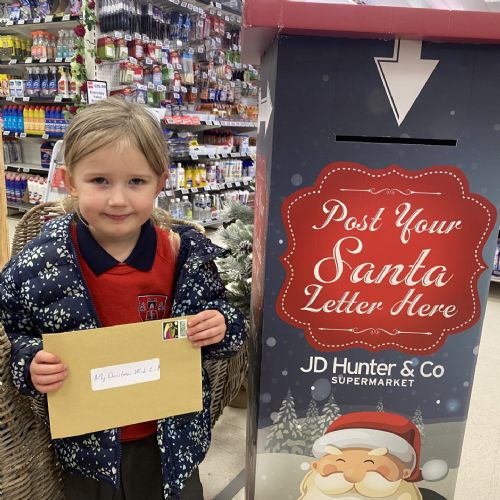 Post Your
Santa
Letter Here
JD Hunter & Co
SUPERMARKET
My Christmas Wish List